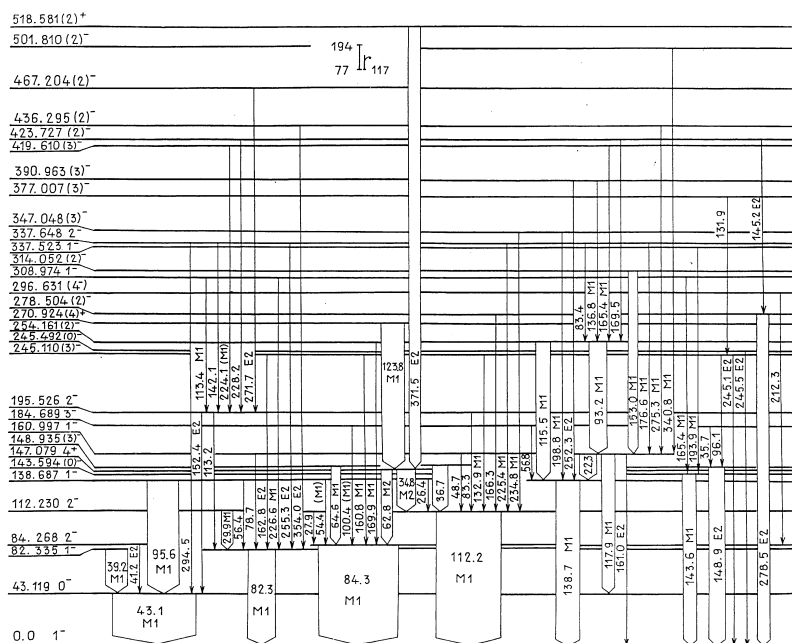 518.581(2)⁺
501.810 (2)⁻
194
77 Ir 117
467.204(2)⁻
436.295(2)⁻
423.727 (2)⁻
419.610(3)⁻
390.963(3)⁻
377.007(3)⁻
347.048(3)⁻
337.648 2⁻
337.523 1⁻
314.052(2)⁻
308.974 1⁻
296.631 (4⁻)
278.504(2)⁻
270.924(4)⁺
254.161(2)⁻
245.492(0)⁻
245.110(3)⁻
195.526 2⁻
184.689 3⁻
160.997 1⁻
148.935(3)⁻
147.079 4⁺
143.594(0)⁻
138.687 1⁻
112.230 2⁻
84.268 2⁻
82.335 1⁻
43.119 0⁻
0.0 1⁻
131.9
145.2 E2
83.4
136.8 M1
165.4 M1
169.5
113.4 M1
142.1
224.1 (M1)
228.2
271.7 E2
123.8
M1
371.5 E2
115.5 M1
93.2 M1
153.0 M1
176.6 M1
275.3 M1
340.8 M1
245.1 E2
245.5 E2
212.3
152.4 E2
113.2
56.8
198.8 M1
252.3 E2
22.3
165.4 M1
193.9 M1
35.7
96.1
34.8
M2
26.4
36.7
48.7
83.3
132.9 M1
166.3
225.4 M1
234.8 M1
29.9 M1
56.4
78.7
162.8 E2
226.6 M1
255.3 E2
354.0 E2
27.9 (M1)
54.4
64.6 M1
100.4 (M1)
160.8 M1
169.9 M1
62.8 M2
39.2
M1
41.2 E2
95.6
M1
294.5
82.3
M1
84.3
M1
112.2
M1
138.7 M1
117.9 M1
161.0 E2
143.6 M1
148.9 E2
278.5 E2
43.1
M1